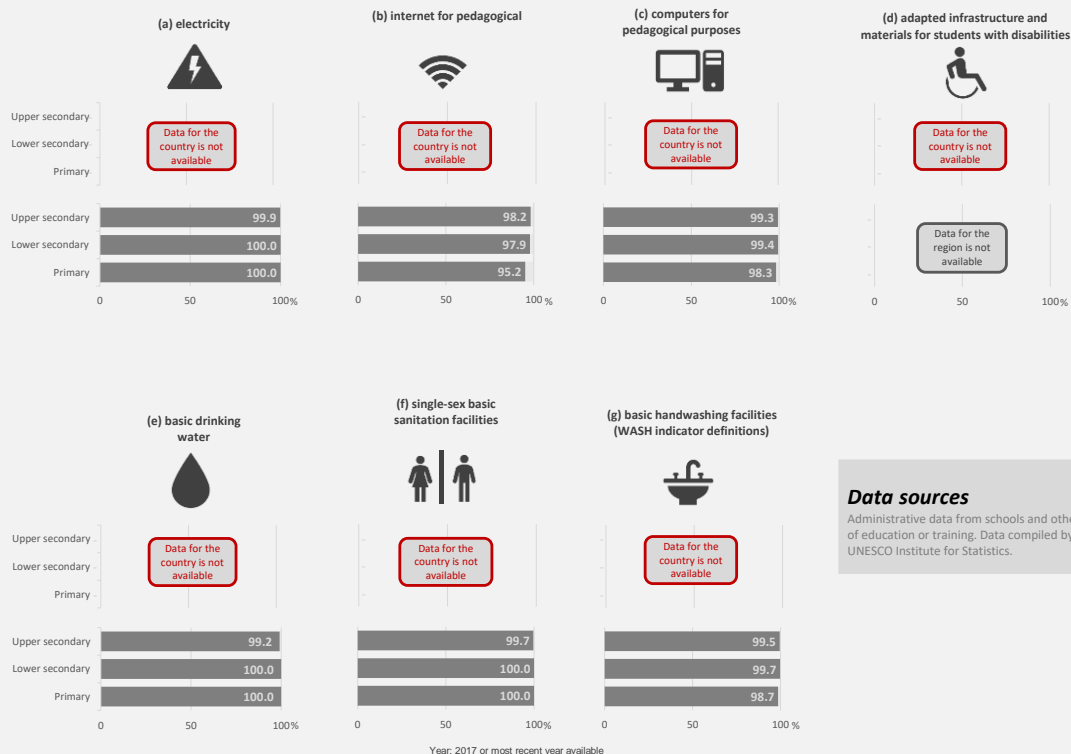 (a) electricity
(b) internet for pedagogical
(c) computers for
pedagogical purposes
(d) adapted infrastructure and
materials for students with disabilities
Upper secondary
Lower secondary
Primary
Data for the
country is not
available
Data for the
country is not
available
Data for the
country is not
available
Data for the
country is not
available
Upper secondary
Lower secondary
Primary
99.9
100.0
100.0
98.2
97.9
95.2
99.3
99.4
98.3
Data for the
region is not
available
0 50 100%
0 50 100%
0 50 100%
0 50 100%
(e) basic drinking
water
(f) single-sex basic
sanitation facilities
(g) basic handwashing facilities
(WASH indicator definitions)
Upper secondary
Lower secondary
Primary
Data for the
country is not
available
Data for the
country is not
available
Data for the
country is not
available
Data sources
Administrative data from schools and othe
of education or training. Data compiled by
UNESCO Institute for Statistics.
Upper secondary
Lower secondary
Primary
99.2
100.0
100.0
99.7
100.0
100.0
99.5
99.7
98.7
0 50 100%
0 50 100%
0 50 100 %
Year: 2017 or most recent year available